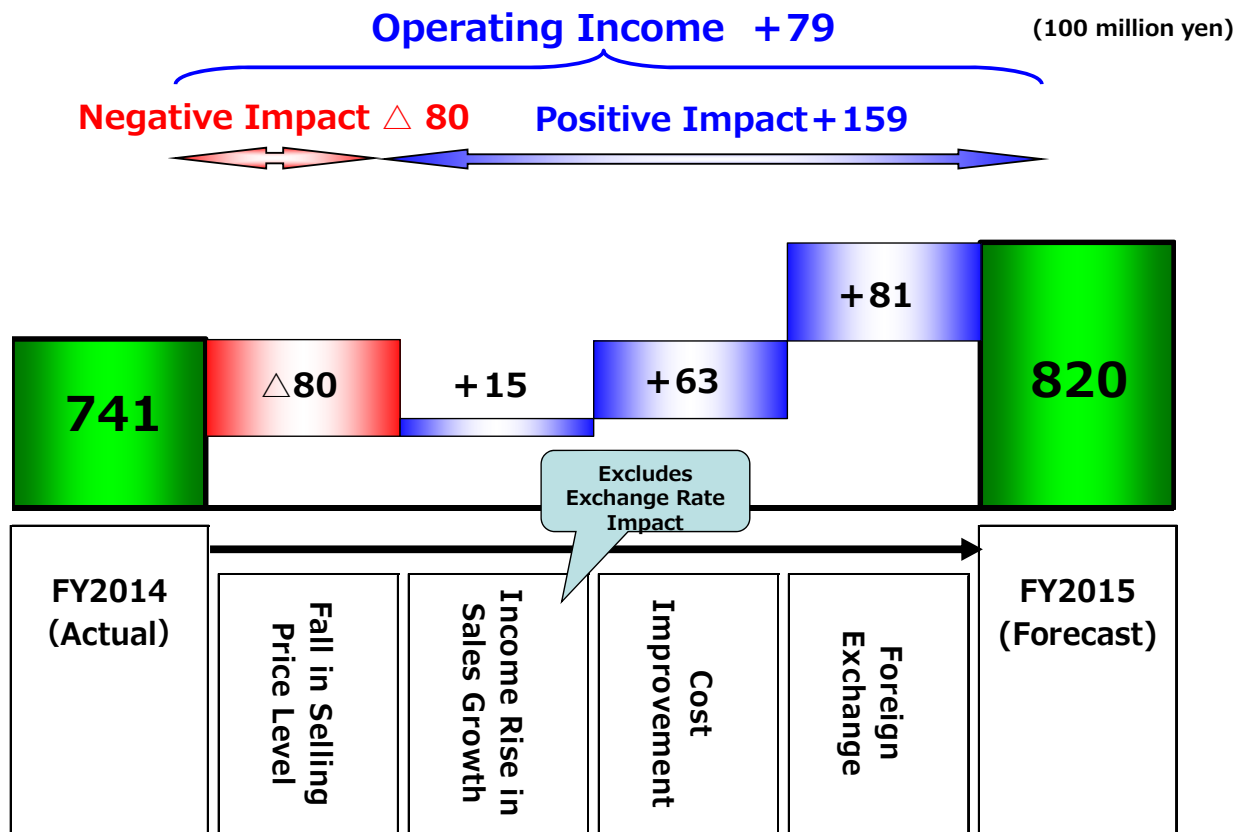 Operating Income +79
(100 million yen)
Negative Impact △ 80
Positive Impact+159
741
△80
+15
+63
+81
820
Excludes
Exchange Rate
Impact
FY2014
(Actual)
Fall in Selling
Price Level
Income Rise in
Sales Growth
Cost
Improvement
Foreign
Exchange
FY2015
(Forecast)